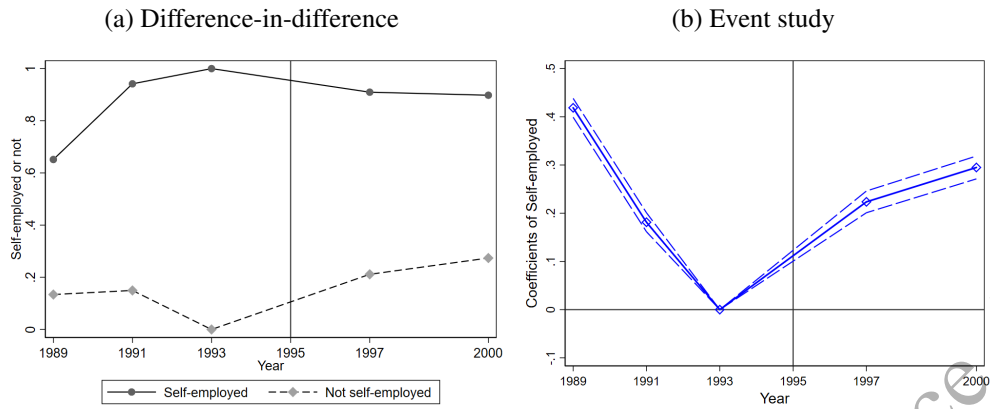 (a) Difference-in-difference
Self-employed or not
1
.8
.6
.4
.2
0
1989 1991 1993 1995 1997 2000
Year
Self-employed Not self-employed
(b) Event study
Coefficients of Self-employed
.5
.4
.3
.2
.1
0
-.1
1989 1991 1993 1995 1997 2000
Year